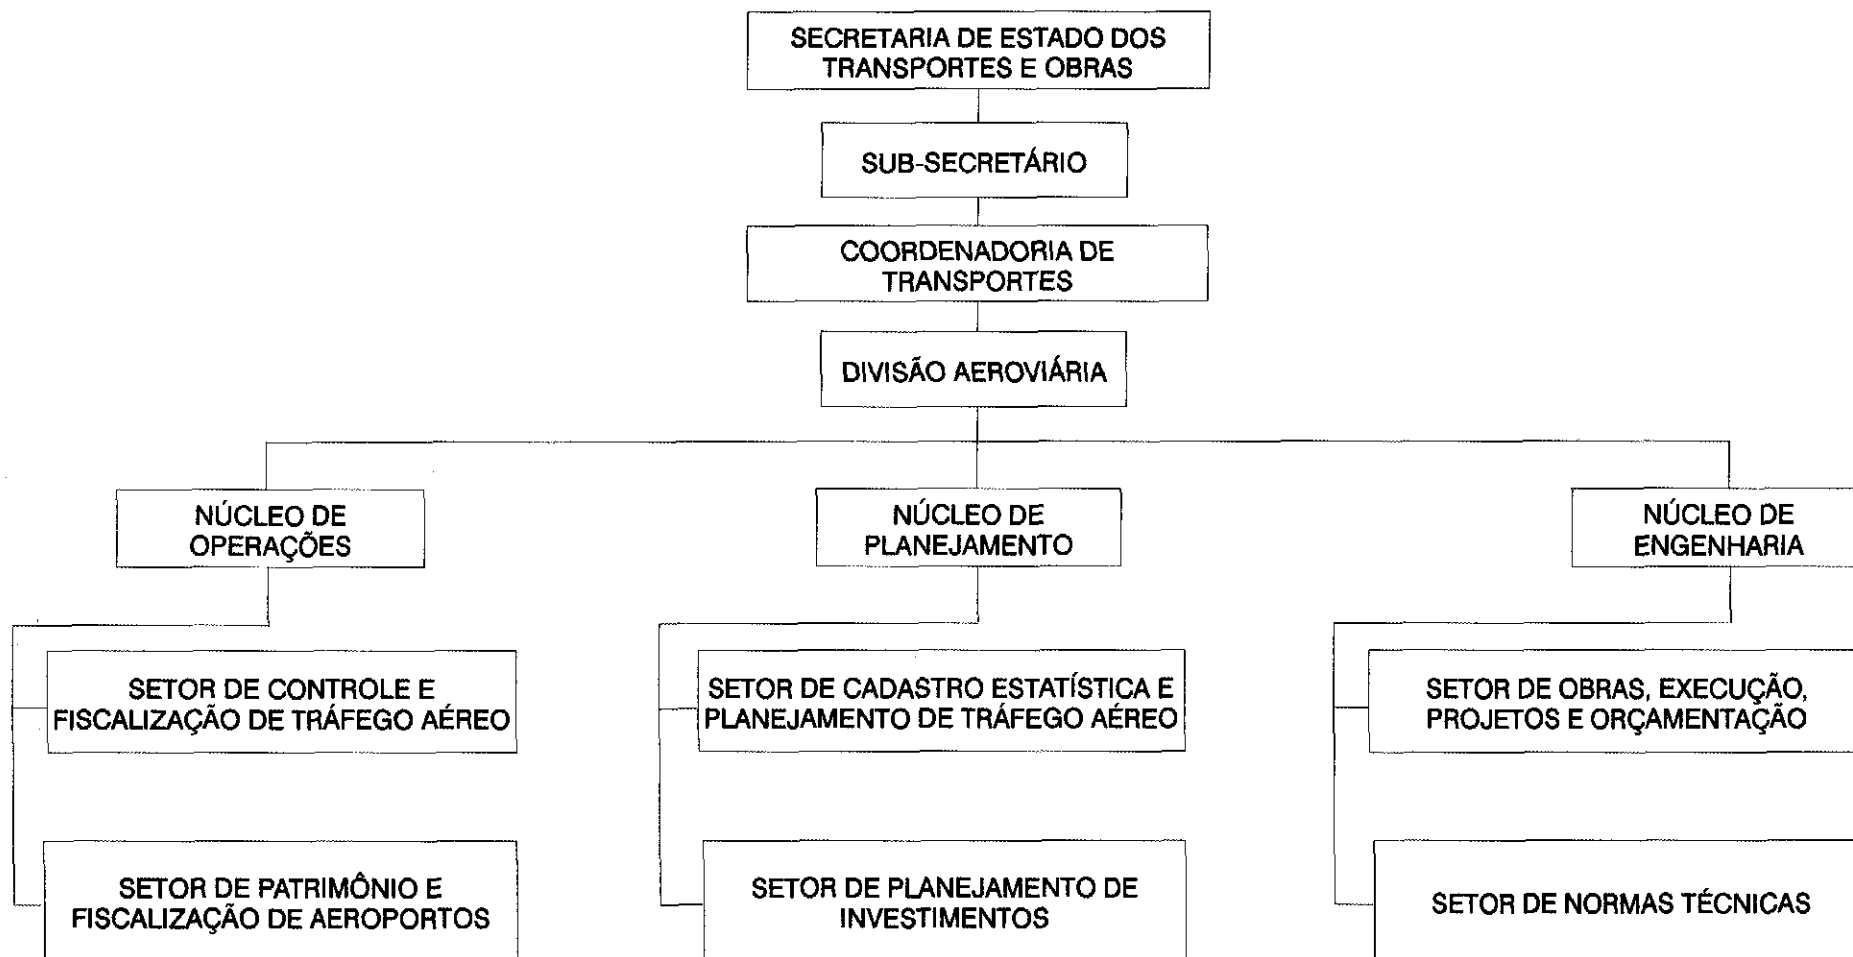 SECRETARIA DE ESTADO DOS
TRANSPORTES E OBRAS
SUB-SECRETÁRIO
COORDENADORIA DE
TRANSPORTES
DIVISÃO AEROVIÁRIA
NÚCLEO DE
OPERAÇÕES
NÚCLEO DE
PLANEJAMENTO
NÚCLEO DE
ENGENHARIA
SETOR DE CONTROLE E
FISCALIZAÇÃO DE TRÁFEGO AÉREO
SETOR DE CADASTRO ESTATÍSTICA E
PLANEJAMENTO DE TRÁFEGO AÉREO
SETOR DE OBRAS, EXECUÇÃO,
PROJETOS E ORÇAMENTAÇÃO
SETOR DE PATRIMÔNIO E
FISCALIZAÇÃO DE AEROPORTOS
SETOR DE PLANEJAMENTO DE
INVESTIMENTOS
SETOR DE NORMAS TÉCNICAS